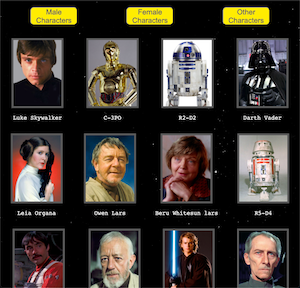 Male
Characters
Female
Characters
Other
Characters
Luke Skywalker
C-3PO
R2-D2
Darth Vader
Leia Organa
Owen Lars
Beru Whitesun lars
R5-D4